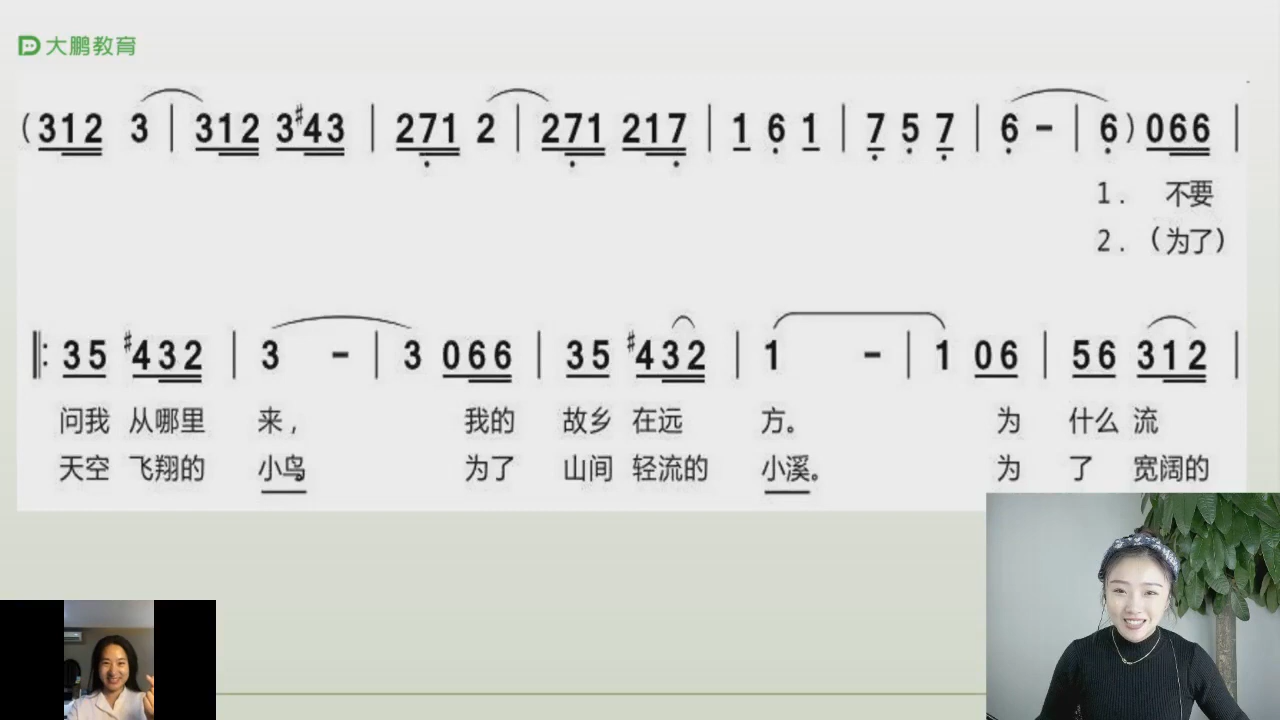 大鹏教育
(312 3 | 312 3#43 | 271 2 | 271 217 | 1 6 1 | 7 5 7 | 6 - | 6) 066 |
1. 不要
2. (为了)
‖: 35 #432 | 3 - | 3 066 | 35 #432 | 1 - | 1 06 | 56 312 |
问我 从哪里 来, 我的 故乡 在远 方。 为 什么 流
天空 飞翔的 小鸟 为了 山间 轻流的 小溪。 为 了 宽阔的